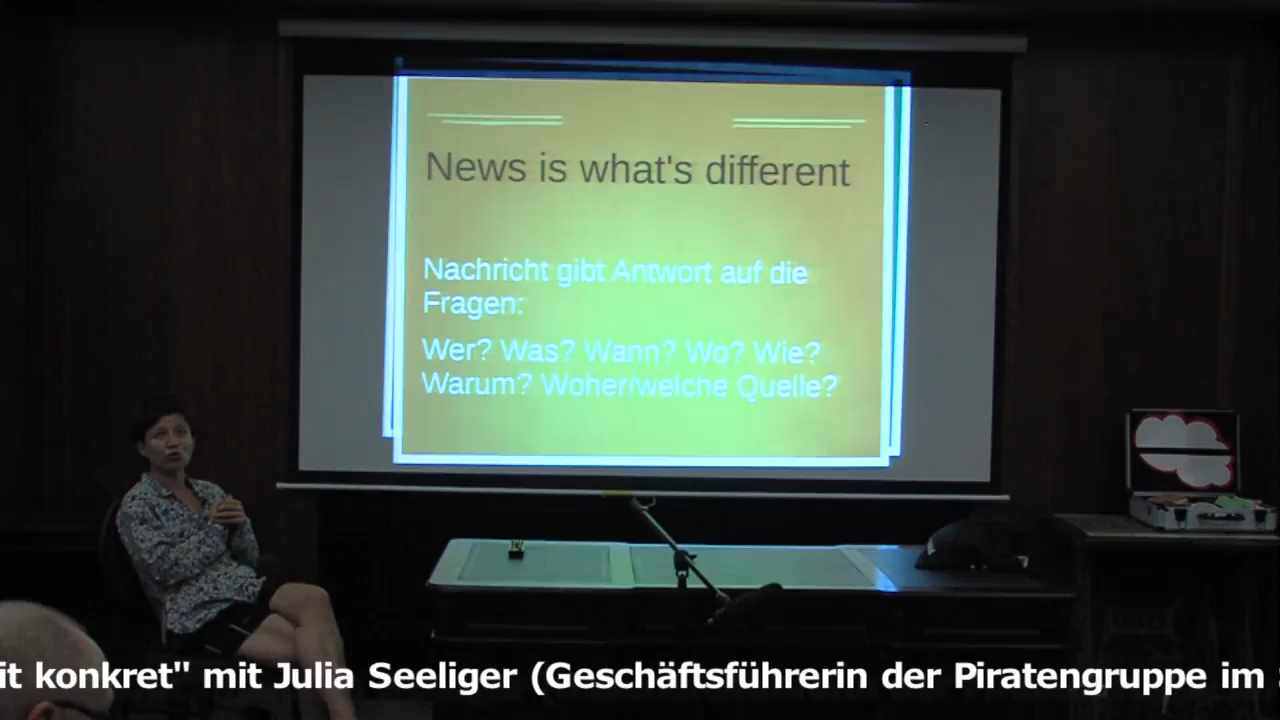 News is what's different
Nachricht gibt Antwort auf die
Fragen:
Wer? Was? Wann? Wo? Wie?
Warum? Woher/welche Quelle?
it konkret" mit Julia Seeliger (Geschäftsführerin der Piratengruppe im